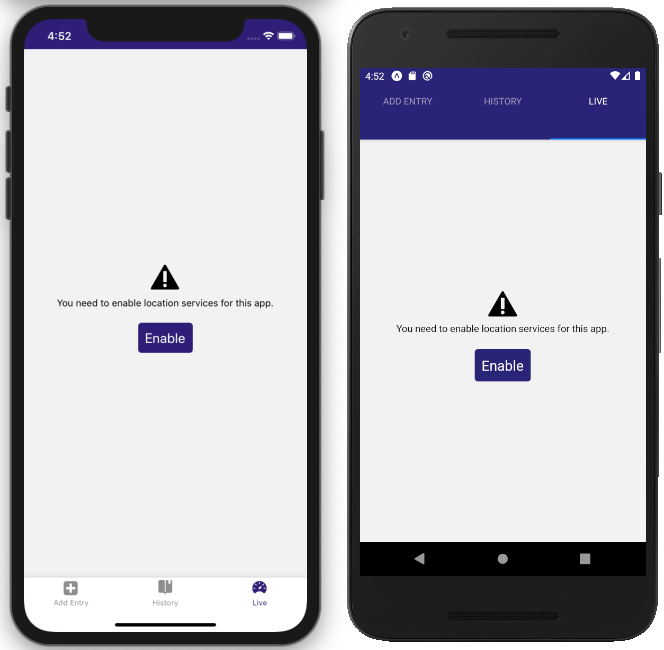 4:52
You need to enable location services for this app.
Enable
Add Entry
History
Live
4:52
ADD ENTRY
HISTORY
LIVE
You need to enable location services for this app.
Enable